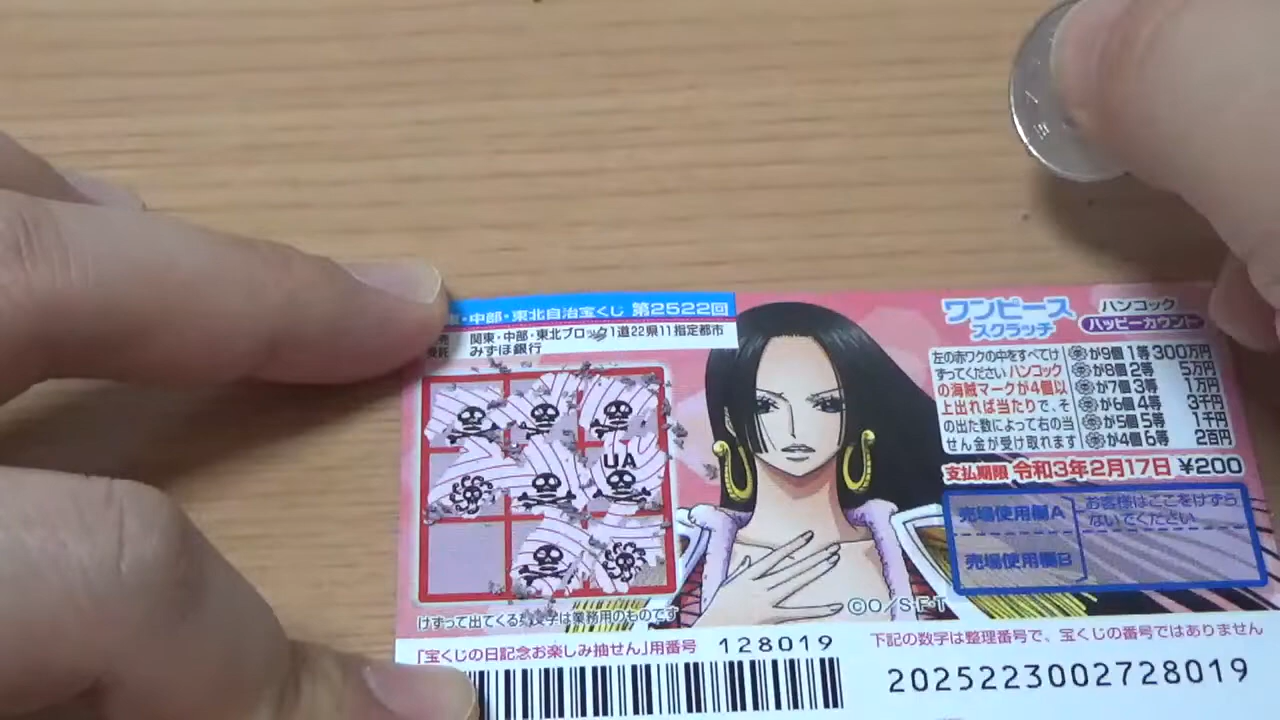 ・中部・東北自治宝くじ 第2522回
関東・中部・東北ブロック1道22県11指定都市
みずほ銀行
ワンピース
スクラッチ
ハンコック
ハッピーカウント
左の赤ワクの中をすべてけ
ずってください ハンコック
の海賊マークが4個以
上出れば当たりで、そ
の出た数によって右の当
せん金が受け取れます
が9個 1等 300万円
が8個 2等 5万円
が7個 3等 1万円
が6個 4等 3千円
が5個 5等 1千円
が4個 6等 2百円
支払期限 令和3年2月17日 ¥200
UA
売場使用欄A
売場使用欄B
お客様はここをけずら
ないでください
©O/S・F・T
けずって出てくる英文字は業務用のものです
「宝くじの日記念お楽しみ抽せん」用番号 128019
下記の数字は整理番号で、宝くじの番号ではありません
2025223002728019